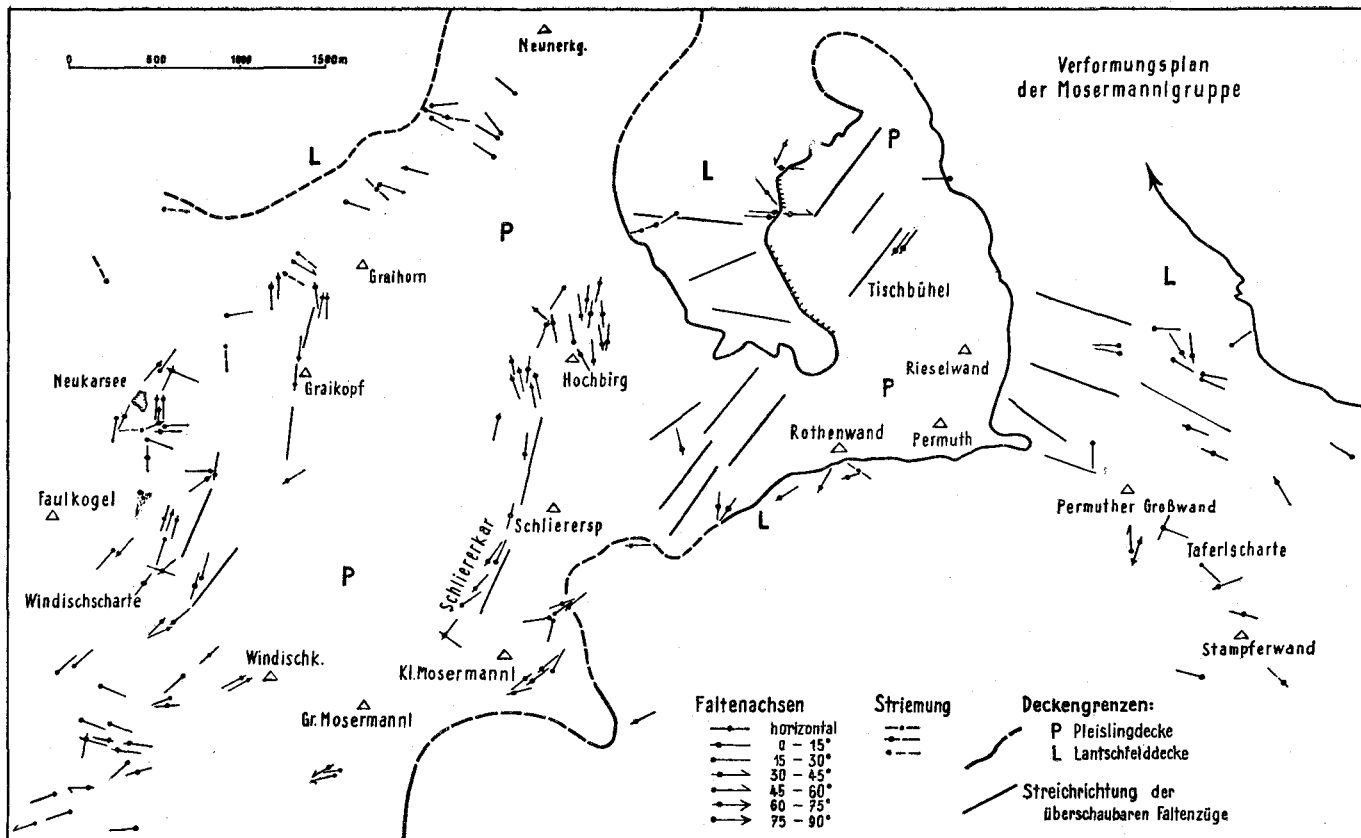 Neunerkg.
0 500 1000 1500m
Verformungsplan
der Mosermannlgruppe
L
P
L
P
L
Graihorn
Tischbühel
Neukarsee
Graikopf
Hochbirg
Rieselwand
P
Rothenwand
Permuth
Faulkogel
Schlierersp
L
Permuther Großwand
Schliererkar
Taferlscharte
P
Windischscharte
Windischk.
Kl. Mosermannl
Stampferwand
Gr. Mosermannl
Faltenachsen
horizontal
0 - 15°
15 - 30°
30 - 45°
45 - 60°
60 - 75°
75 - 90°
Striemung
Deckengrenzen:
P Pleislingdecke
L Lantschfelddecke
Streichrichtung der
überschaubaren Faltenzüge